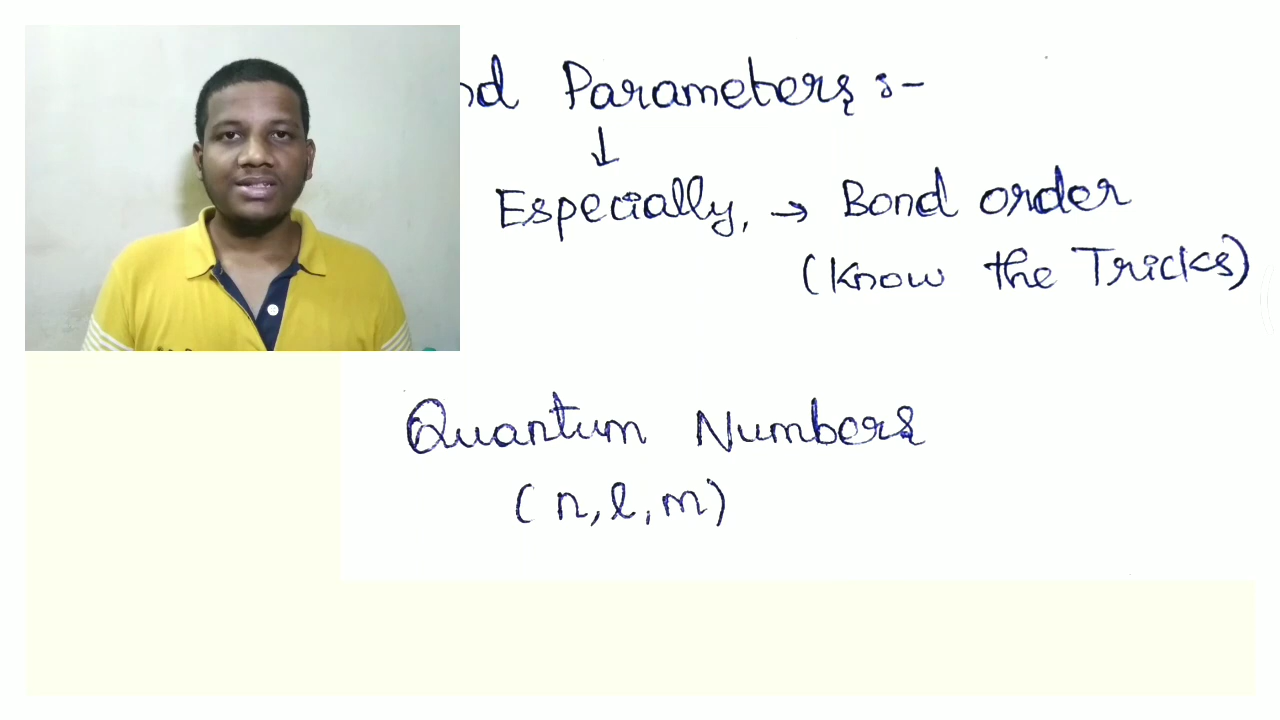 nd Parameters :-
↓
Especially, → Bond order
(Know the Tricks)
Quantum Numbers
(n, l, m)